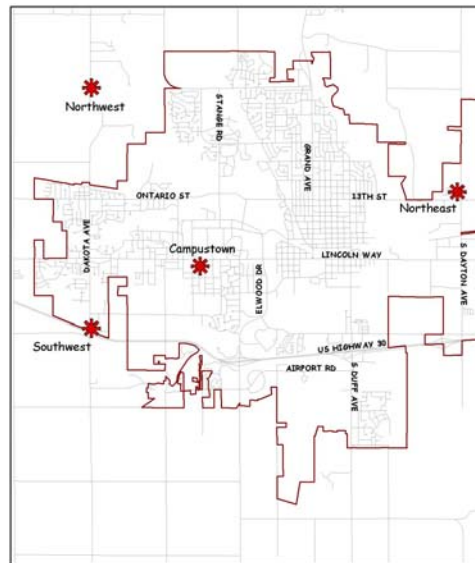 Northwest
STANGE RD
GRAND AVE
ONTARIO ST
13TH ST
Northeast
DAKOTA AVE
Campustown
LINCOLN WAY
ELWOOD DR
S DAYTON AVE
Southwest
US HIGHWAY 30
AIRPORT RD
S DUFF AVE